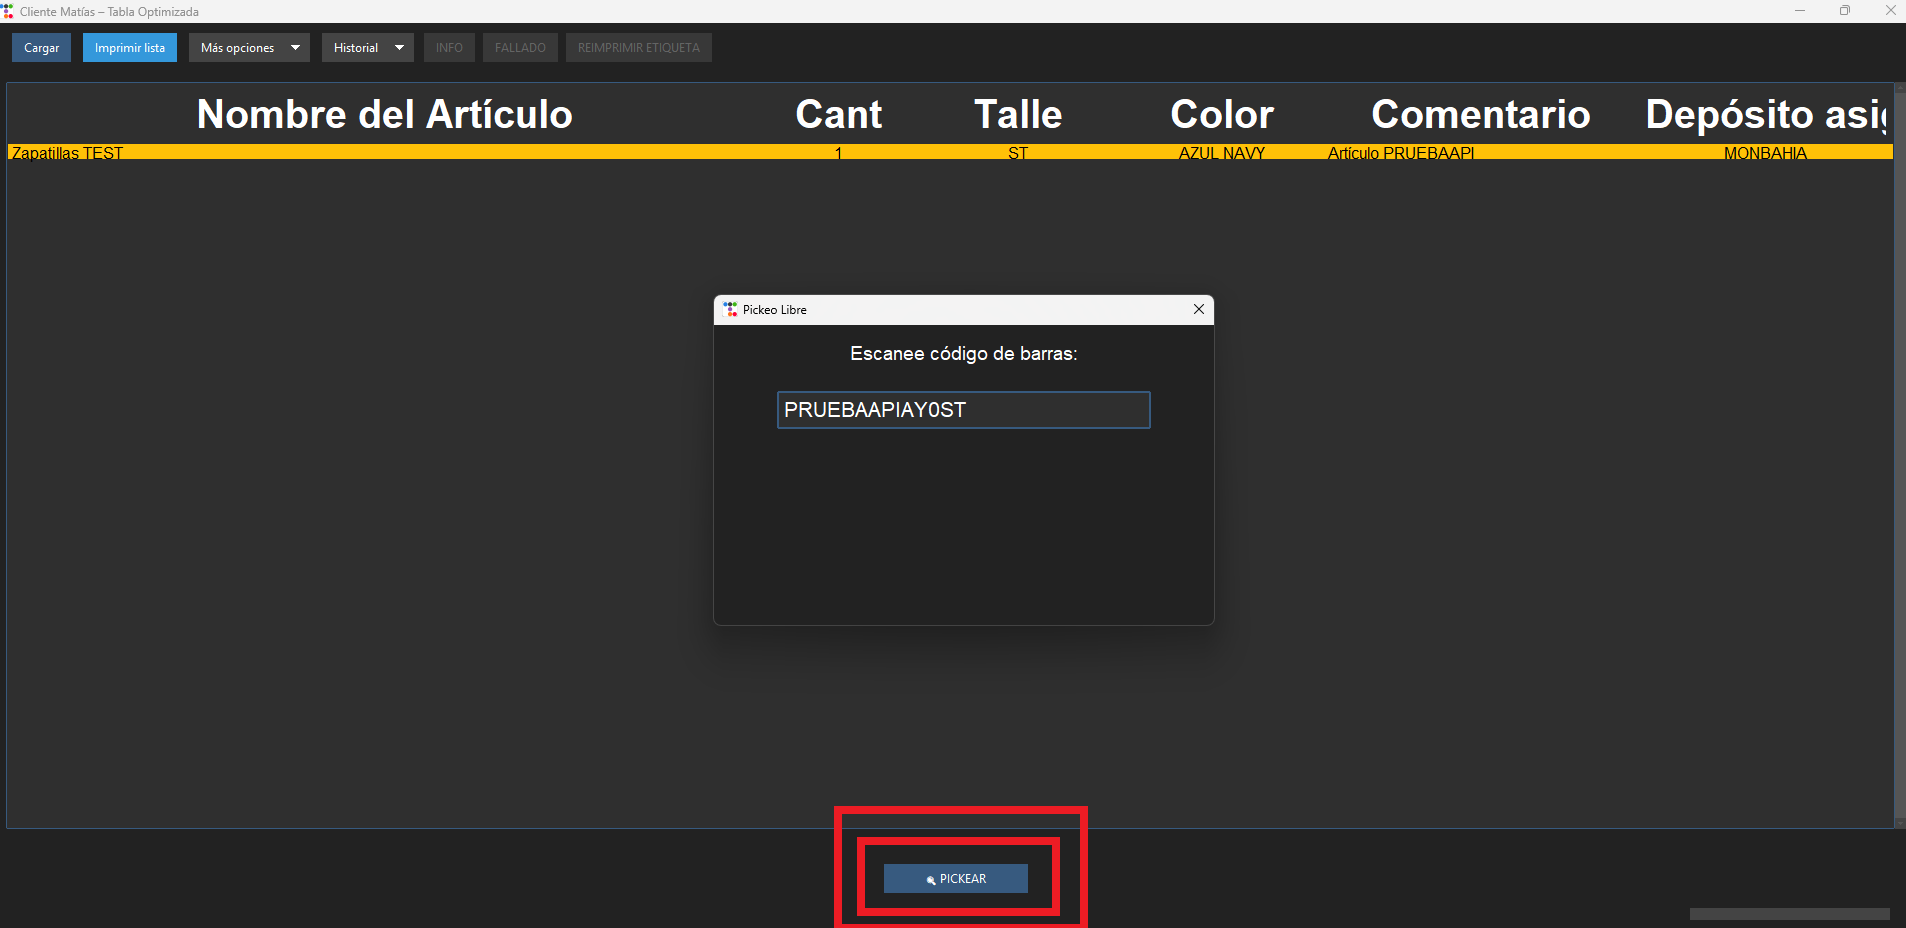 Cliente Matías – Tabla Optimizada
Cargar Imprimir lista Más opciones Historial INFO FALLADO REIMPRIMIR ETIQUETA
Nombre del Artículo Cant Talle Color Comentario Depósito asig
Zapatillas TEST 1 ST AZUL NAVY Artículo PRUEBAAPI MONBAHIA
Pickeo Libre
Escanee código de barras:
PRUEBAAPIAY0ST
PICKEAR